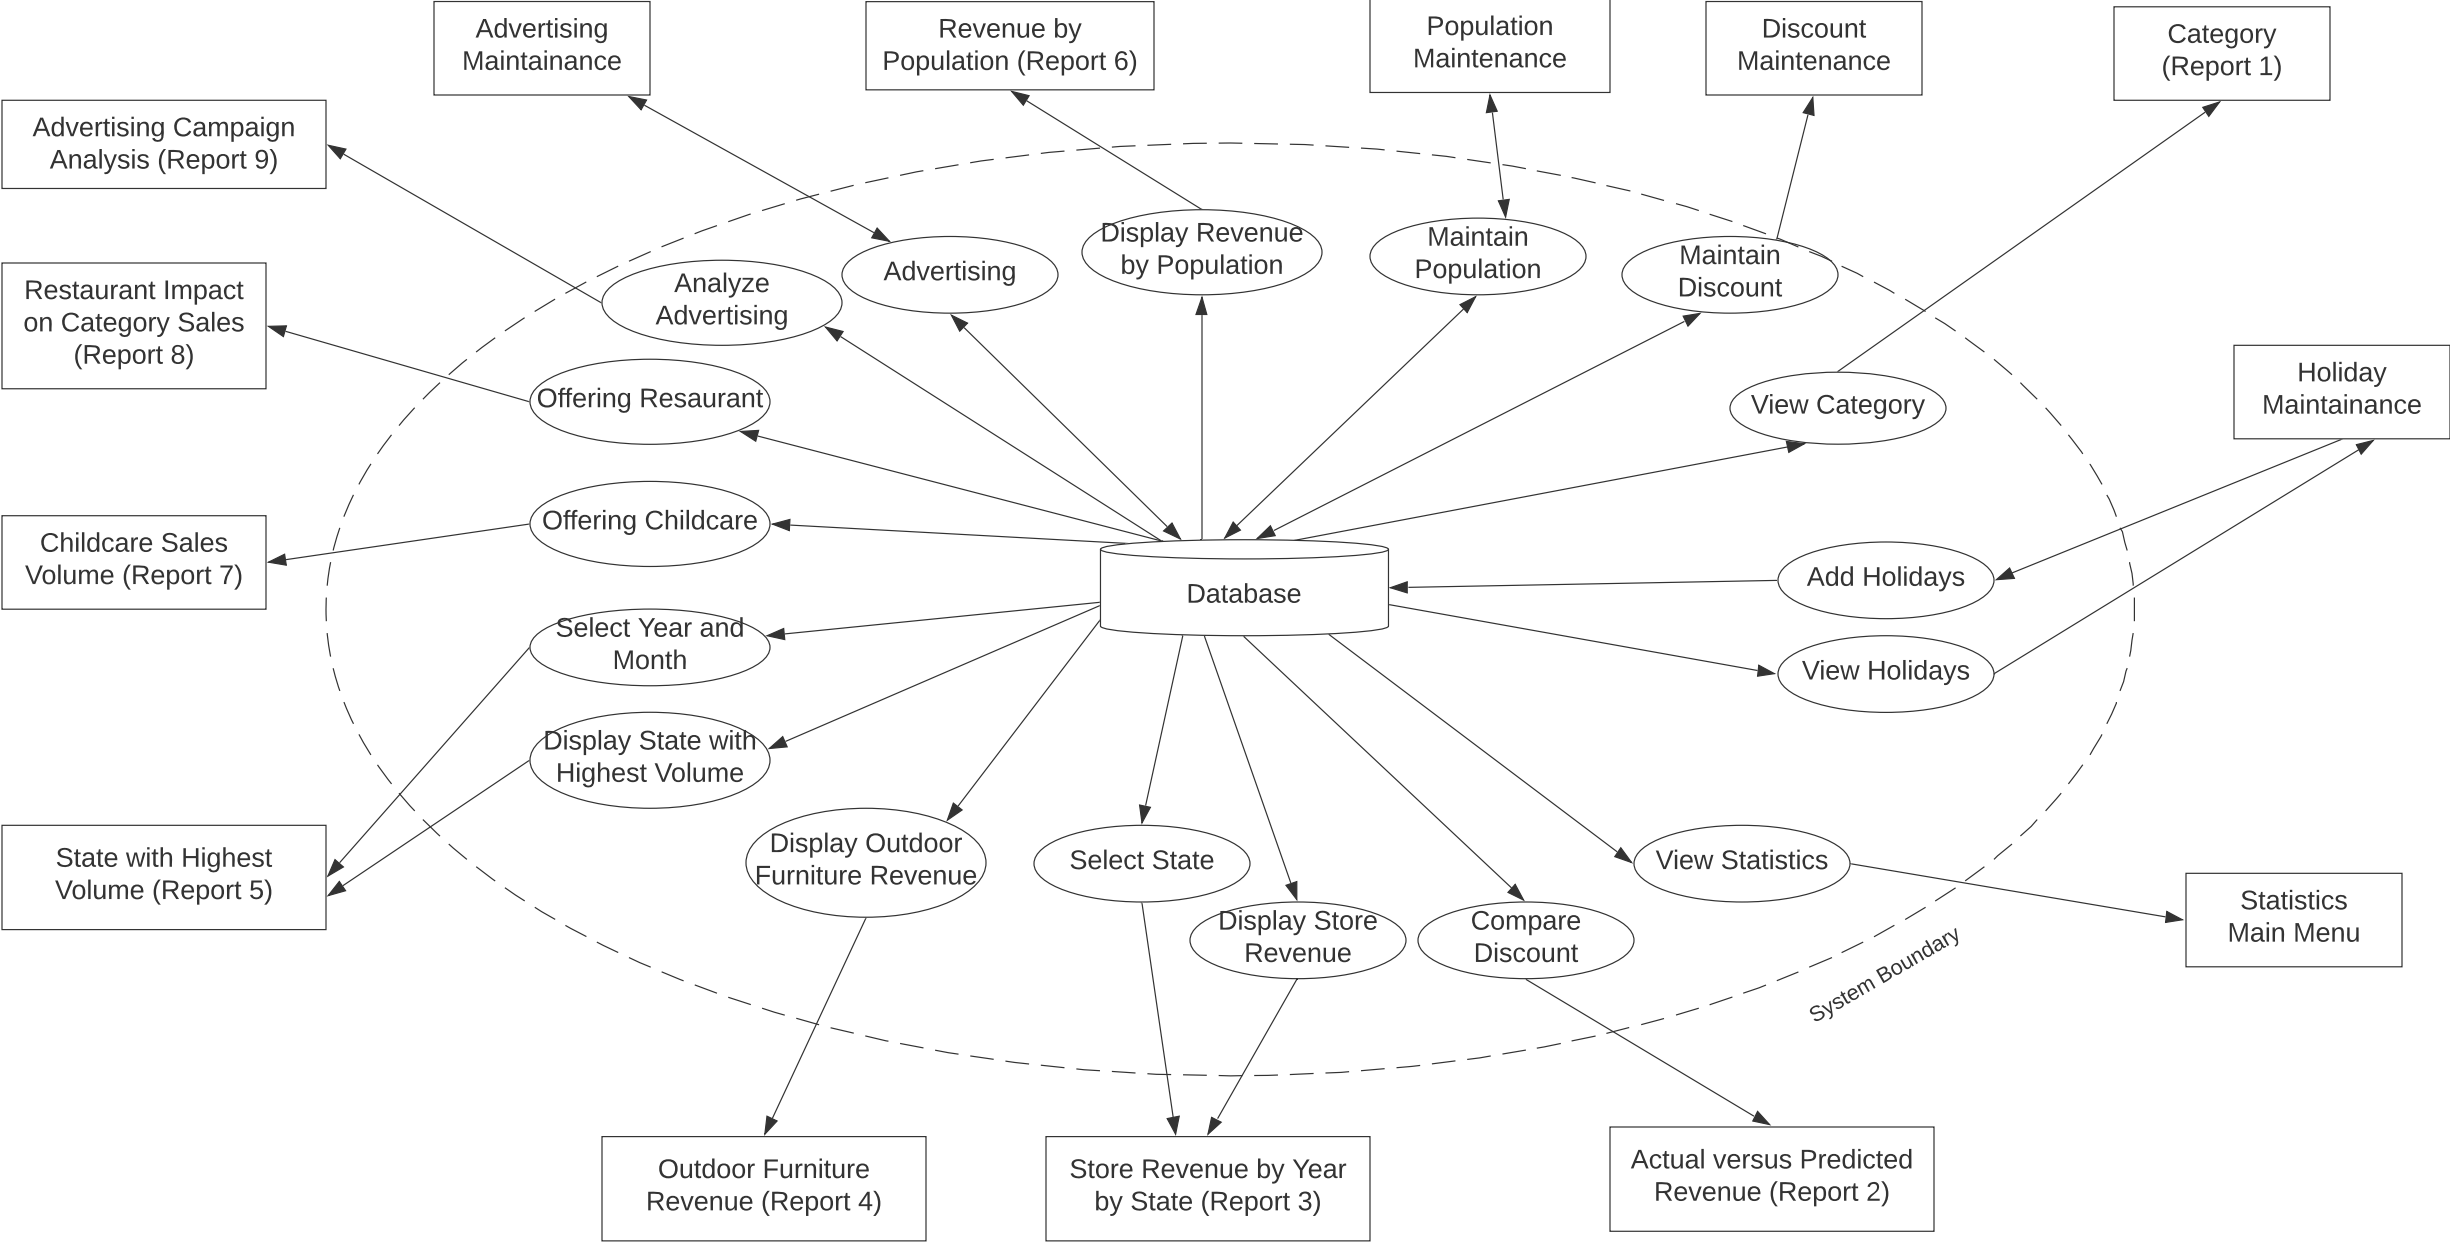 Advertising
Maintainance
Revenue by
Population (Report 6)
Population
Maintenance
Discount
Maintenance
Category
(Report 1)
Advertising Campaign
Analysis (Report 9)
Restaurant Impact
on Category Sales
(Report 8)
Childcare Sales
Volume (Report 7)
State with Highest
Volume (Report 5)
Analyze
Advertising
Advertising
Display Revenue
by Population
Maintain
Population
Maintain
Discount
Offering Resaurant
View Category
Holiday
Maintainance
Offering Childcare
Database
Add Holidays
Select Year and
Month
View Holidays
Display State with
Highest Volume
Display Outdoor
Furniture Revenue
Select State
Display Store
Revenue
Compare
Discount
View Statistics
Statistics
Main Menu
System Boundary
Outdoor Furniture
Revenue (Report 4)
Store Revenue by Year
by State (Report 3)
Actual versus Predicted
Revenue (Report 2)